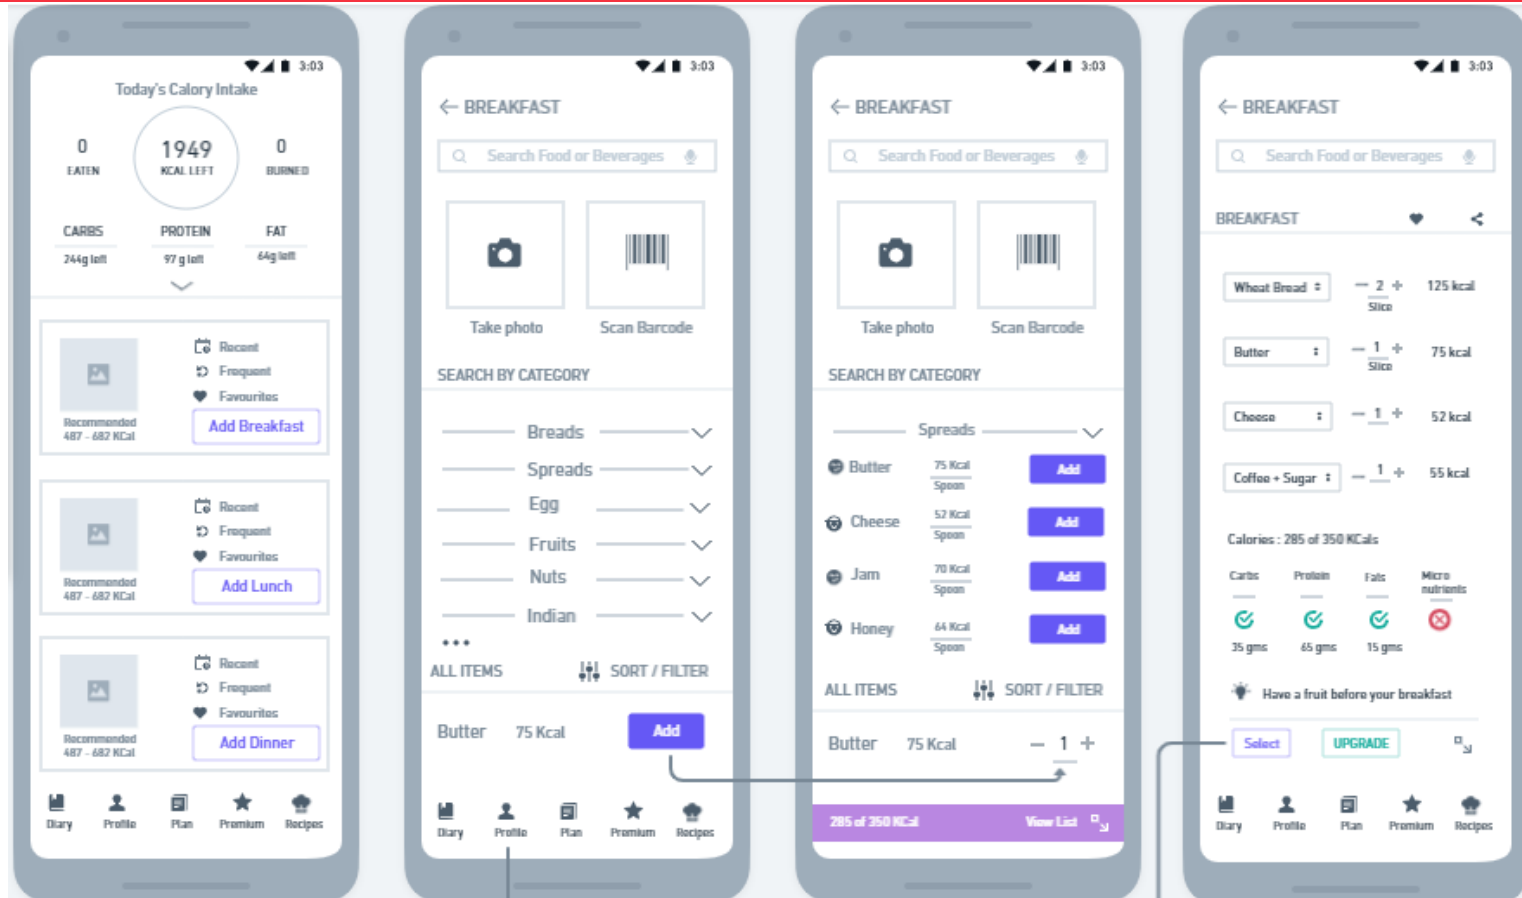 3:03
Today's Calory Intake
0
EATEN
1949
KCAL LEFT
0
BURNED
CARBS
PROTEIN
FAT
244g left
97 g left
64g left
Recommended
487 - 682 KCal
Recent
Frequent
Favourites
Add Breakfast
Recommended
487 - 682 KCal
Recent
Frequent
Favourites
Add Lunch
Recommended
487 - 682 KCal
Recent
Frequent
Favourites
Add Dinner
Diary
Profile
Plan
Premium
Recipes
3:03
BREAKFAST
Search Food or Beverages
Take photo
Scan Barcode
SEARCH BY CATEGORY
Breads
Spreads
Egg
Fruits
Nuts
Indian
ALL ITEMS
SORT / FILTER
Butter 75 Kcal Add
Diary
Profile
Plan
Premium
Recipes
3:03
BREAKFAST
Search Food or Beverages
Take photo
Scan Barcode
SEARCH BY CATEGORY
Spreads
Butter 75 Kcal Add
Spoon
Cheese 52 Kcal Add
Spoon
Jam 70 Kcal Add
Spoon
Honey 64 Kcal Add
Spoon
ALL ITEMS
SORT / FILTER
Butter 75 Kcal — 1 +
285 of 350 KCal View List
3:03
BREAKFAST
Search Food or Beverages
BREAKFAST
Wheat Bread — 2 + 125 kcal
Slice
Butter — 1 + 75 kcal
Slice
Cheese — 1 + 52 kcal
Coffee + Sugar — 1 + 55 kcal
Calories : 285 of 350 KCals
Carbs
Protein
Fats
Micro
nutrients
35 gms
65 gms
15 gms
Have a fruit before your breakfast
Select
UPGRADE
Diary
Profile
Plan
Premium
Recipes